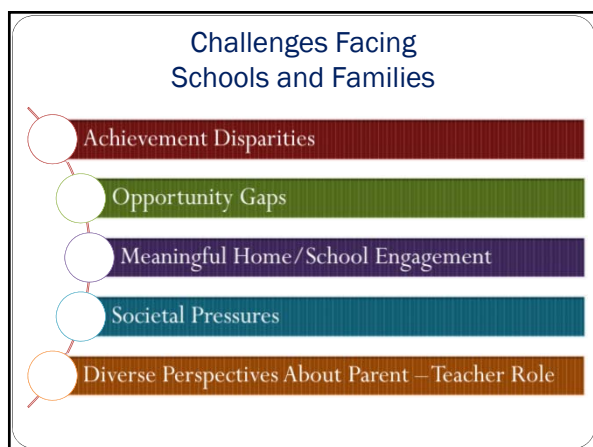 Challenges Facing
Schools and Families
Achievement Disparities
Opportunity Gaps
Meaningful Home/School Engagement
Societal Pressures
Diverse Perspectives About Parent – Teacher Role